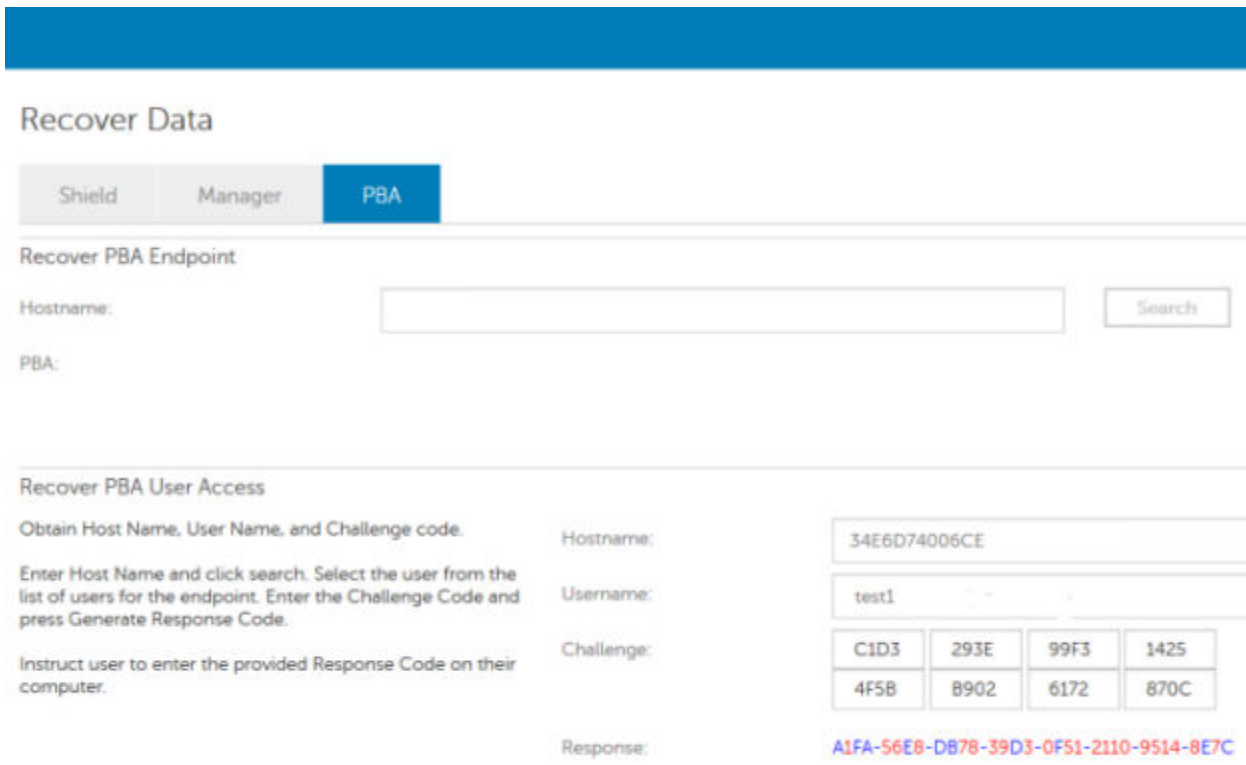 Recover Data
Shield Manager PBA
Recover PBA Endpoint
Hostname: Search
PBA:
Recover PBA User Access
Obtain Host Name, User Name, and Challenge code.
Enter Host Name and click search. Select the user from the
list of users for the endpoint. Enter the Challenge Code and
press Generate Response Code.
Instruct user to enter the provided Response Code on their
computer.
Hostname: 34E6D74006CE
Username: test1
Challenge: C1D3 293E 99F3 1425
4F5B B902 6172 870C
Response: A1FA-56E8-DB78-39D3-0F51-2110-9514-8E7C